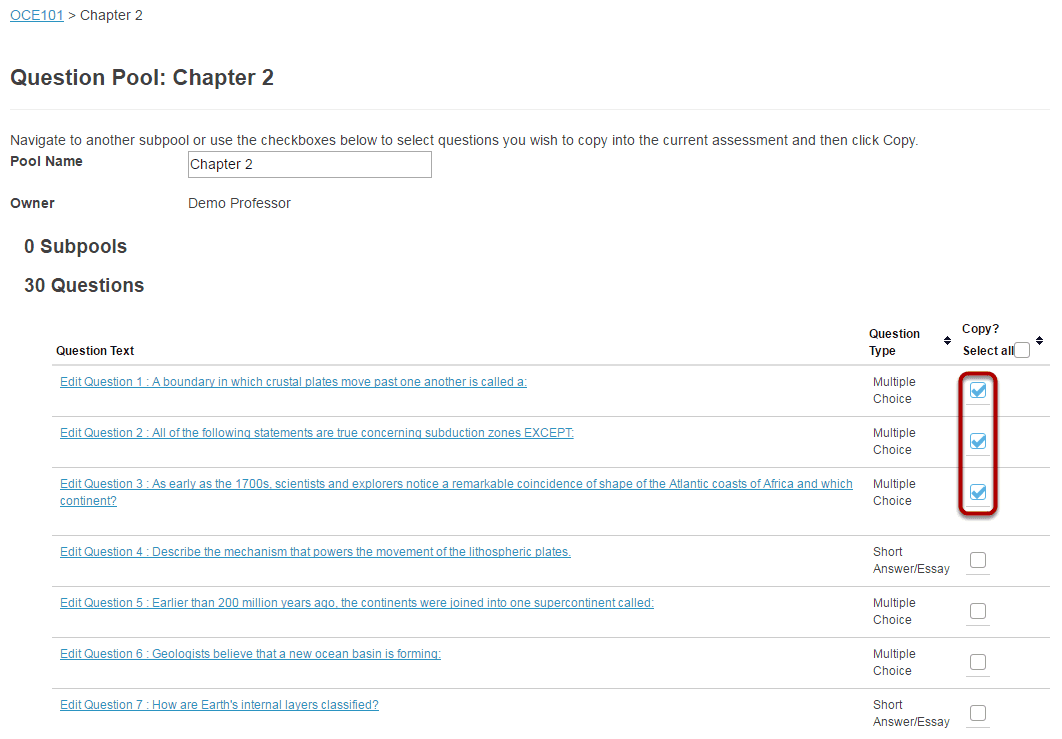 OCE101 > Chapter 2
Question Pool: Chapter 2
Navigate to another subpool or use the checkboxes below to select questions you wish to copy into the current assessment and then click Copy.
Pool Name
Chapter 2
Owner
Demo Professor
0 Subpools
30 Questions
Question Text
Question
Type
Copy?
Select all
Edit Question 1 : A boundary in which crustal plates move past one another is called a:
Multiple
Choice
Edit Question 2 : All of the following statements are true concerning subduction zones EXCEPT:
Multiple
Choice
Edit Question 3 : As early as the 1700s, scientists and explorers notice a remarkable coincidence of shape of the Atlantic coasts of Africa and which
continent?
Multiple
Choice
Edit Question 4 : Describe the mechanism that powers the movement of the lithospheric plates.
Short
Answer/Essay
Edit Question 5 : Earlier than 200 million years ago, the continents were joined into one supercontinent called:
Multiple
Choice
Edit Question 6 : Geologists believe that a new ocean basin is forming:
Multiple
Choice
Edit Question 7 : How are Earth's internal layers classified?
Short
Answer/Essay